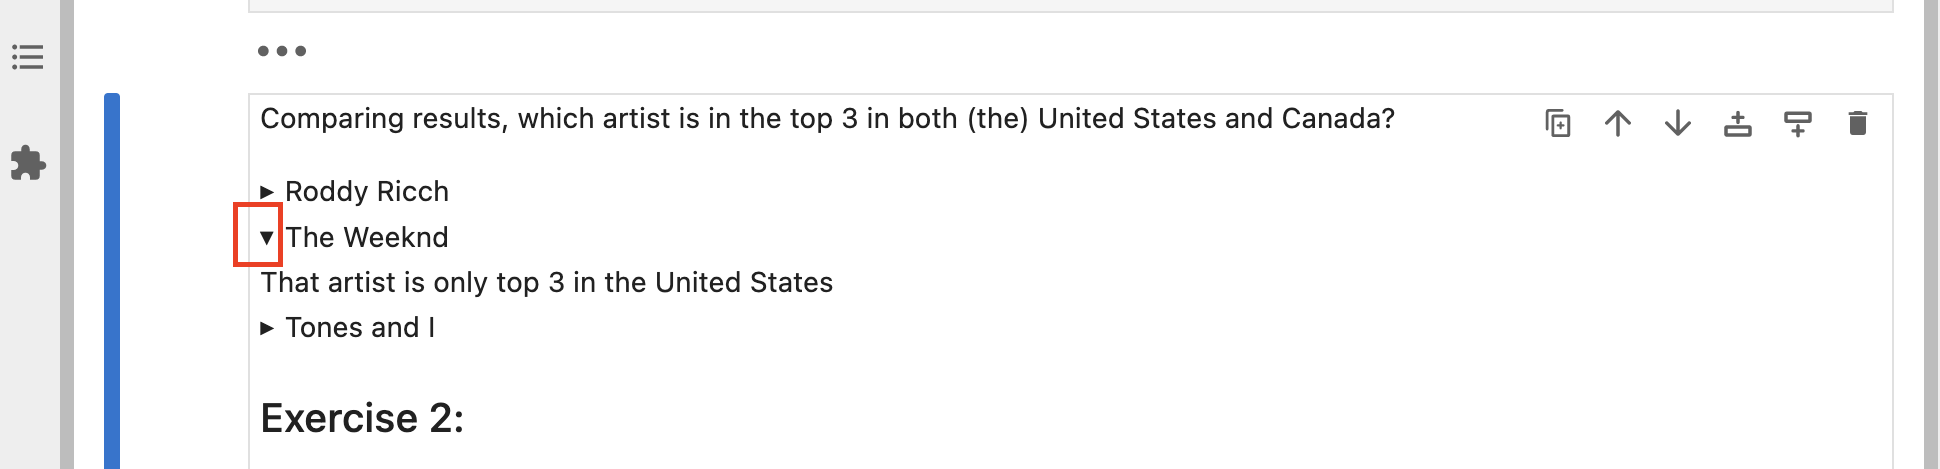 Comparing results, which artist is in the top 3 in both (the) United States and Canada?
Roddy Ricch
The Weeknd
That artist is only top 3 in the United States
Tones and I
Exercise 2: